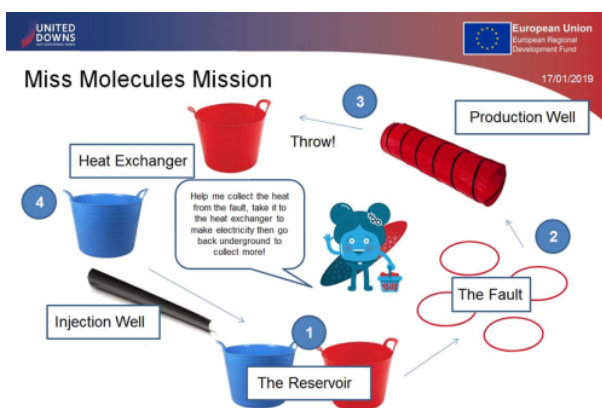 UNITED
DOWNS
European Union
European Regional
Development Fund
Miss Molecules Mission
17/01/2019
3
Production Well
Throw!
Heat Exchanger
4
Help me collect the heat
from the fault, take it to
the heat exchanger to
make electricity then go
back underground to
collect more!
2
The Fault
Injection Well
1
The Reservoir